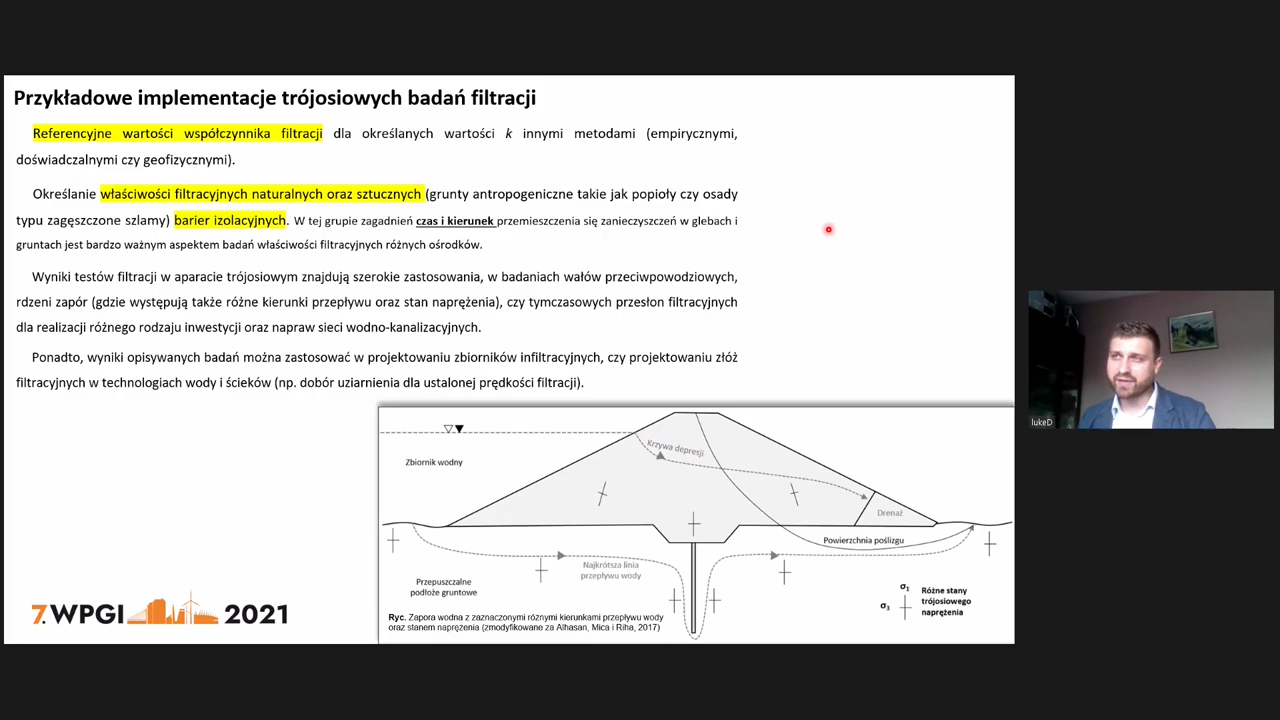 Przykładowe implementacje trójosiowych badań filtracji
Referencyjne wartości współczynnika filtracji dla określanych wartości k innymi metodami (empirycznymi,
doświadczalnymi czy geofizycznymi).
Określanie właściwości filtracyjnych naturalnych oraz sztucznych (grunty antropogeniczne takie jak popioły czy osady
typu zagęszczone szlamy) barier izolacyjnych. W tej grupie zagadnień czas i kierunek przemieszczenia się zanieczyszczeń w glebach i
gruntach jest bardzo ważnym aspektem badań właściwości filtracyjnych różnych ośrodków.
Wyniki testów filtracji w aparacie trójosiowym znajdują szerokie zastosowania, w badaniach wałów przeciwpowodziowych,
rdzeni zapór (gdzie występują także różne kierunki przepływu oraz stan naprężenia), czy tymczasowych przesłon filtracyjnych
dla realizacji różnego rodzaju inwestycji oraz napraw sieci wodno-kanalizacyjnych.
Ponadto, wyniki opisywanych badań można zastosować w projektowaniu zbiorników infiltracyjnych, czy projektowaniu złóż
filtracyjnych w technologiach wody i ścieków (np. dobór uziarnienia dla ustalonej prędkości filtracji).
lukeD
Zbiornik wodny
Krzywa depresji
Drenaż
Powierzchnia poślizgu
Najkrótsza linia
przepływu wody
Przepuszczalne
podłoże gruntowe
σ1
σ3
Różne stany
trójosiowego
naprężenia
Ryc. Zapora wodna z zaznaczonymi różnymi kierunkami przepływu wody
oraz stanem naprężenia (zmodyfikowane za Alhasan, Mica i Riha, 2017)
7.WPGI 2021